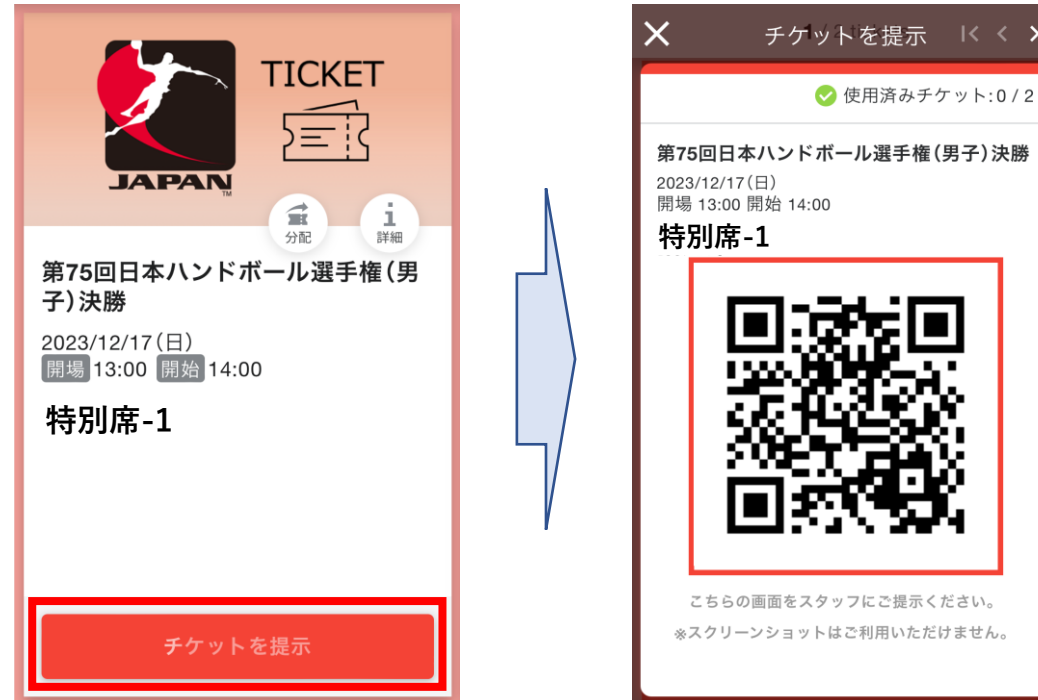 TICKET
JAPAN
TM
分配
詳細
第75回日本ハンドボール選手権(男
子)決勝
2023/12/17(日)
開場 13:00 開始 14:00
特別席-1
チケットを提示
チケットを提示
使用済みチケット:0 / 2
第75回日本ハンドボール選手権(男子)決勝
2023/12/17(日)
開場 13:00 開始 14:00
特別席-1
こちらの画面をスタッフにご提示ください。
※スクリーンショットはご利用いただけません。